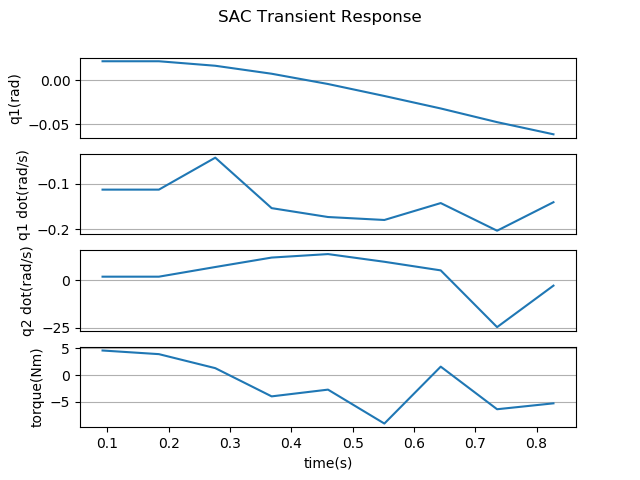 SAC Transient Response
q1(rad)
0.00
−0.05
q1 dot(rad/s)
−0.1
−0.2
q2 dot(rad/s)
0
−25
torque(Nm)
5
0
−5
0.1 0.2 0.3 0.4 0.5 0.6 0.7 0.8
time(s)